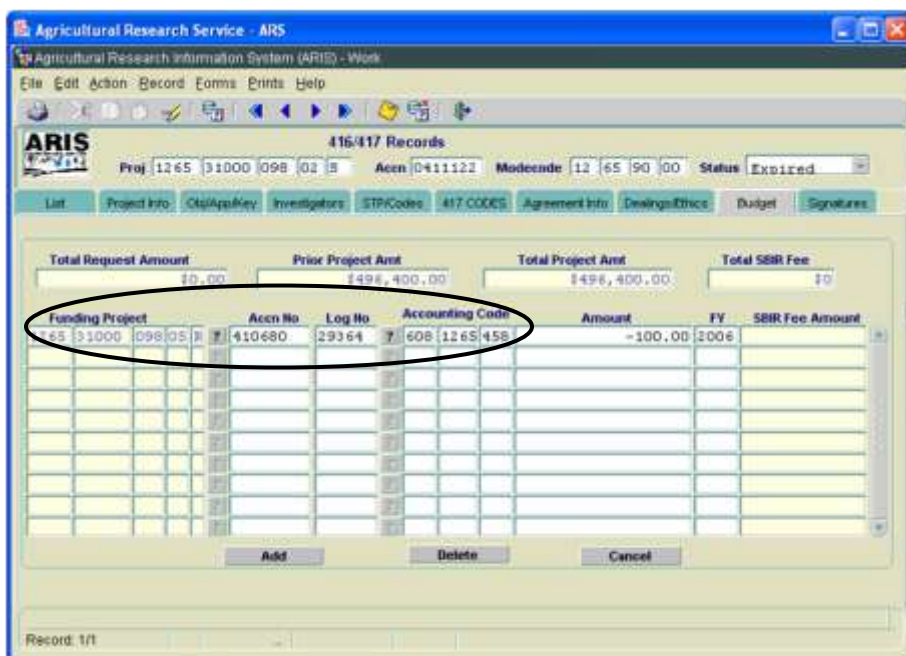 Agricultural Research Service - ARS
Agricultural Research Information System (ARIS) - Work
File Edit Action Record Forms Prints Help
ARIS
416/417 Records
Proj 1265 31000 098 02 S Accn 0411122 Modecode 12 65 90 00 Status Expired
List Project Info Obj/App/Key Investigators STP/Codes 417 CODES Agreement Info Dealings/Ethics Budget Signatures
Total Request Amount Prior Project Amt Total Project Amt Total SBIR Fee
$0.00 $496,400.00 $496,400.00 $0
Funding Project Accn No Log No Accounting Code Amount FY SBIR Fee Amount
265 31000 098 05 R ? 410680 29364 ? 608 1265 458 -100.00 2006
Add Delete Cancel
Record: 1/1